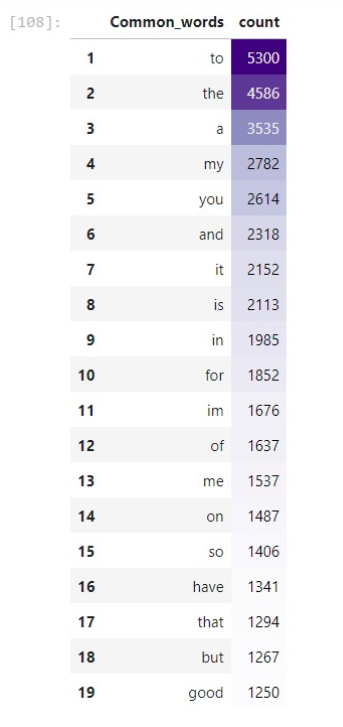 [108]: Common_words count
1 to 5300
2 the 4586
3 a 3535
4 my 2782
5 you 2614
6 and 2318
7 it 2152
8 is 2113
9 in 1985
10 for 1852
11 im 1676
12 of 1637
13 me 1537
14 on 1487
15 so 1406
16 have 1341
17 that 1294
18 but 1267
19 good 1250